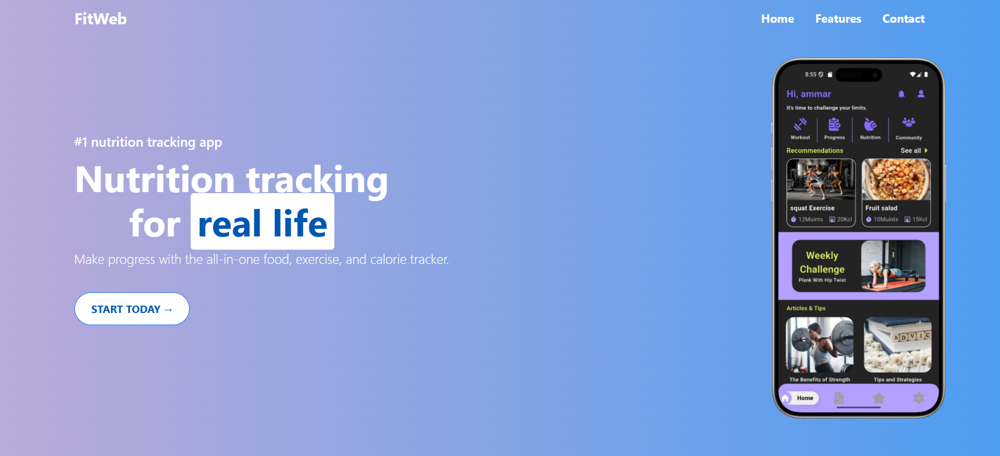 FitWeb
Home Features Contact
#1 nutrition tracking app
Nutrition tracking
for real life
Make progress with the all-in-one food, exercise, and calorie tracker.
START TODAY →
8:55
Hi, ammar
It's time to challenge your limits.
Workout Progress Nutrition Community
Recommendations See all
squat Exercise
12Muints 20Kcl
Fruit salad
10Muints 15Kcl
Weekly
Challenge
Plank With Hip Twist
Articles & Tips
ADVIC
The Benefits of Strength
Tips and Strategies
Home